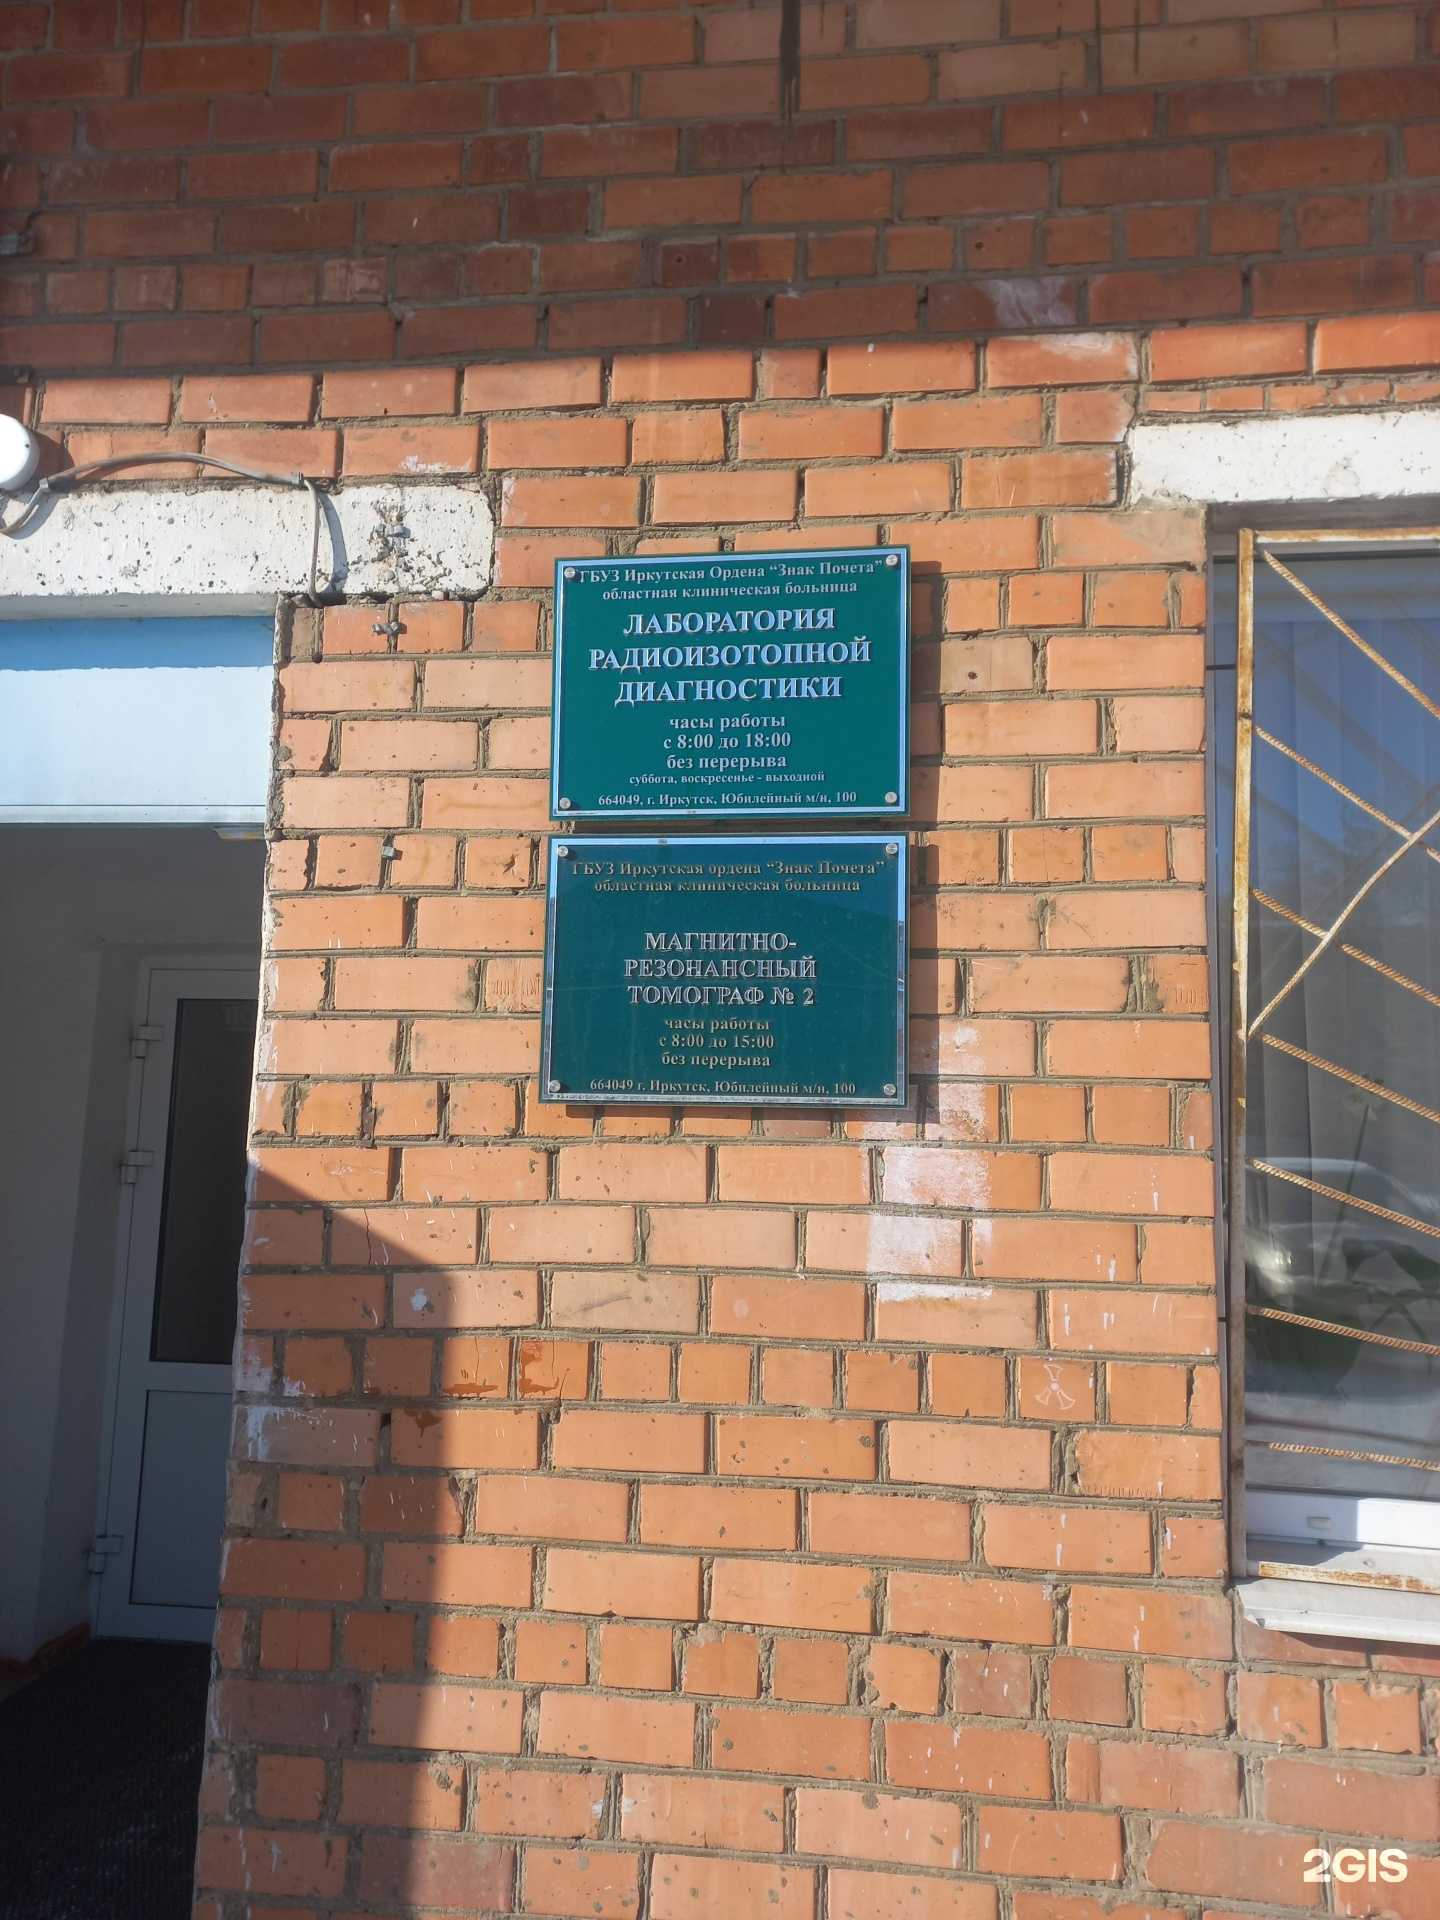 ГБУЗ Иркутская Ордена “Знак Почета”
областная клиническая больница
ЛАБОРАТОРИЯ
РАДИОИЗОТОПНОЙ
ДИАГНОСТИКИ
часы работы
с 8:00 до 18:00
без перерыва
суббота, воскресенье - выходной
664049, г. Иркутск, Юбилейный м/н, 100
ГБУЗ Иркутская ордена “Знак Почета”
областная клиническая больница
МАГНИТНО-
РЕЗОНАНСНЫЙ
ТОМОГРАФ № 2
часы работы
с 8:00 до 15:00
без перерыва
664049 г. Иркутск, Юбилейный м/н, 100
2GIS